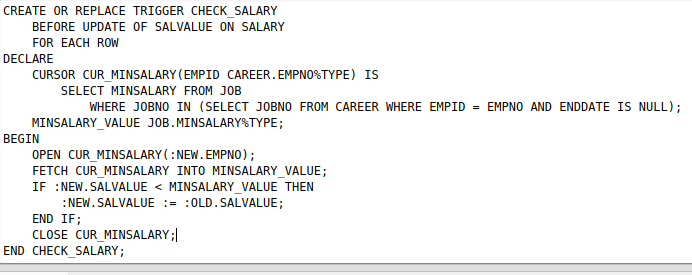 CREATE OR REPLACE TRIGGER CHECK_SALARY
    BEFORE UPDATE OF SALVALUE ON SALARY
    FOR EACH ROW
DECLARE
    CURSOR CUR_MINSALARY(EMPID CAREER.EMPNO%TYPE) IS
        SELECT MINSALARY FROM JOB
            WHERE JOBNO IN (SELECT JOBNO FROM CAREER WHERE EMPID = EMPNO AND ENDDATE IS NULL);
    MINSALARY_VALUE JOB.MINSALARY%TYPE;
BEGIN
    OPEN CUR_MINSALARY(:NEW.EMPNO);
    FETCH CUR_MINSALARY INTO MINSALARY_VALUE;
    IF :NEW.SALVALUE < MINSALARY_VALUE THEN
        :NEW.SALVALUE := :OLD.SALVALUE;
    END IF;
    CLOSE CUR_MINSALARY;
END CHECK_SALARY;